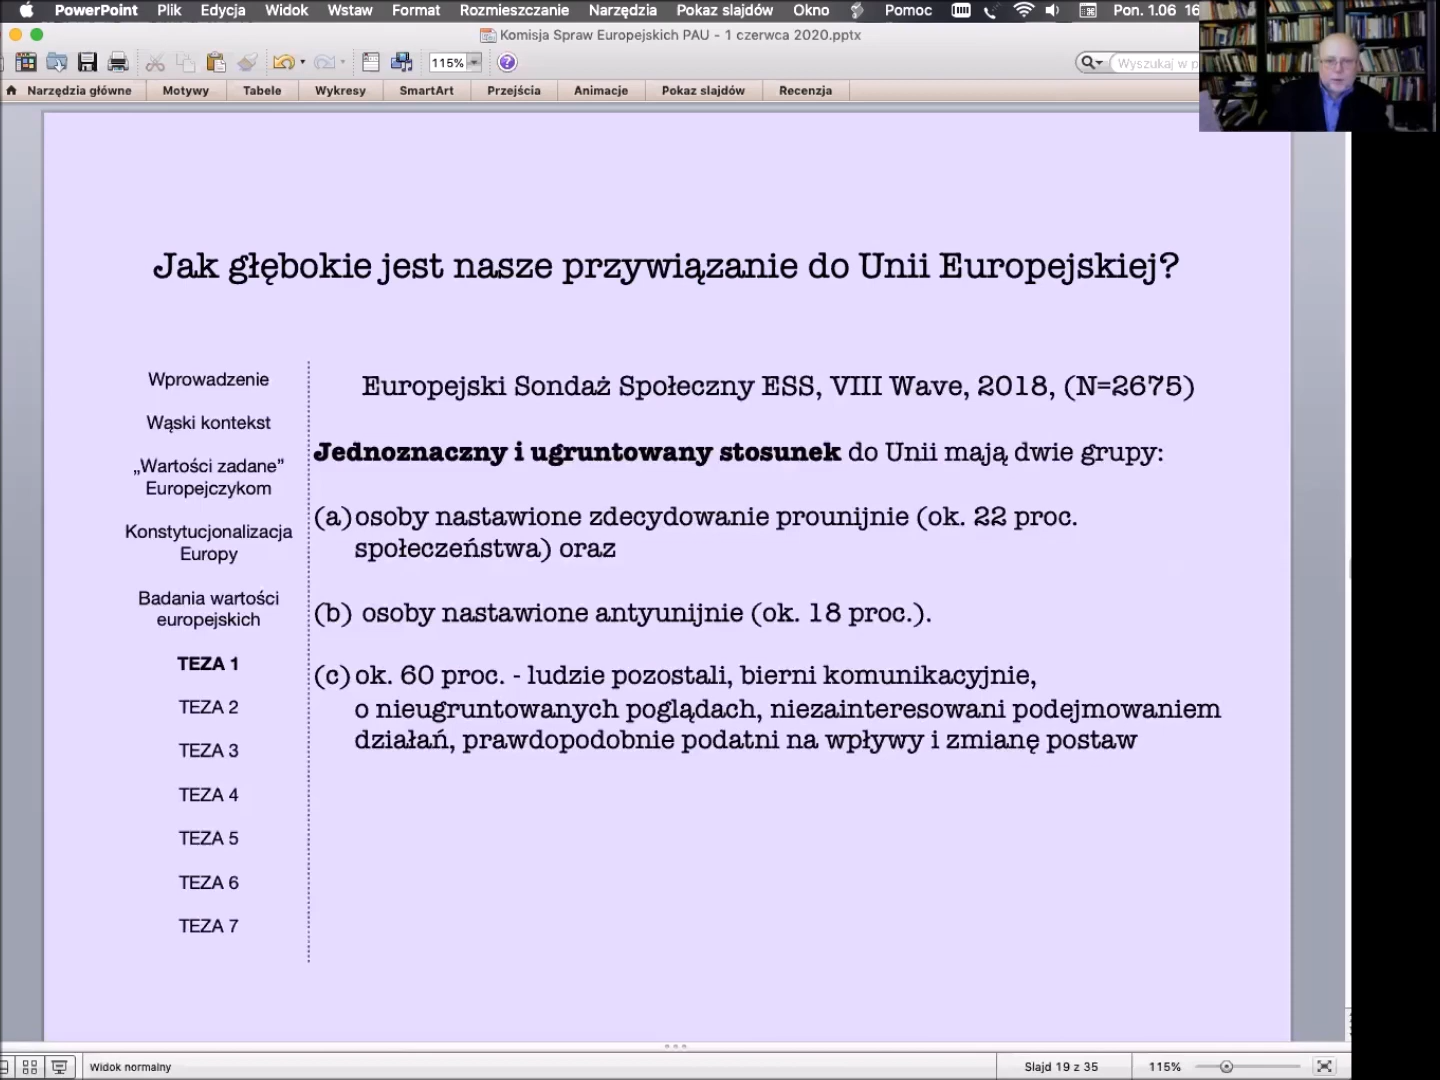 PowerPoint Plik Edycja Widok Wstaw Format Rozmieszczanie Narzędzia Pokaz slajdów Okno Pomoc Pon. 1.06 16
Komisja Spraw Europejskich PAU - 1 czerwca 2020.pptx
115%
Wyszukaj w p
Narzędzia główne Motywy Tabele Wykresy SmartArt Przejścia Animacje Pokaz slajdów Recenzja
Jak głębokie jest nasze przywiązanie do Unii Europejskiej?
Wprowadzenie
Wąski kontekst
„Wartości zadane”
Europejczykom
Konstytucjonalizacja
Europy
Badania wartości
europejskich
TEZA 1
TEZA 2
TEZA 3
TEZA 4
TEZA 5
TEZA 6
TEZA 7
Europejski Sondaż Społeczny ESS, VIII Wave, 2018, (N=2675)
Jednoznaczny i ugruntowany stosunek do Unii mają dwie grupy:
(a) osoby nastawione zdecydowanie prounijnie (ok. 22 proc.
społeczeństwa) oraz
(b) osoby nastawione antyunijnie (ok. 18 proc.).
(c) ok. 60 proc. - ludzie pozostali, bierni komunikacyjnie,
o nieugruntowanych poglądach, niezainteresowani podejmowaniem
działań, prawdopodobnie podatni na wpływy i zmianę postaw
Widok normalny
Slajd 19 z 35
115%